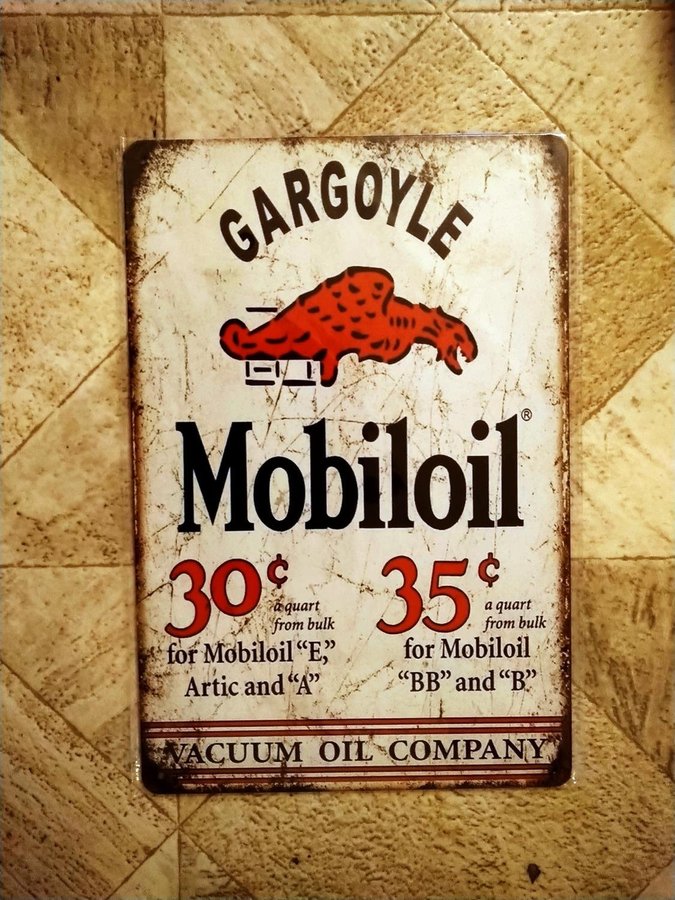 GARGOYLE
Mobiloil®
30¢ a quart
from bulk
for Mobiloil “E,”
Artic and “A”
35¢ a quart
from bulk
for Mobiloil
“BB” and “B”
VACUUM OIL COMPANY